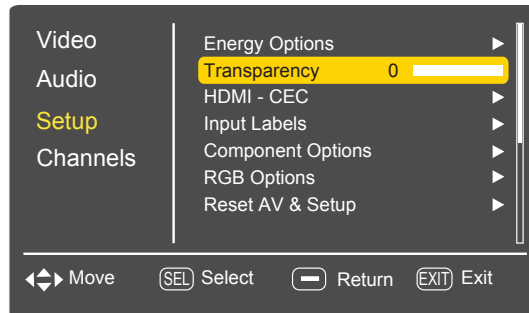 Video
Audio
Setup
Channels
Energy Options
Transparency 0
HDMI - CEC
Input Labels
Component Options
RGB Options
Reset AV & Setup
Move SEL Select Return EXIT Exit